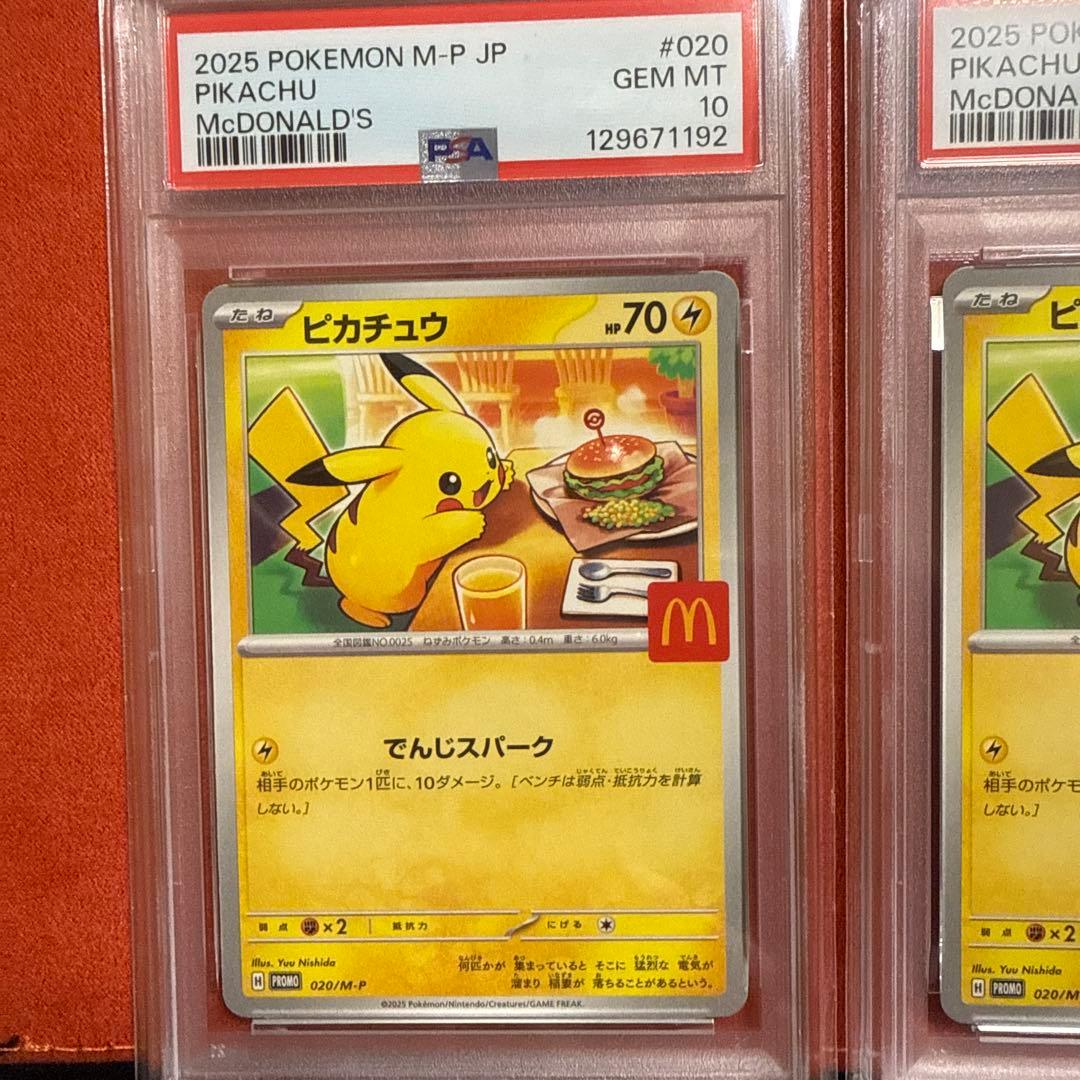 2025 POKEMON M-P JP
#020
PIKACHU
GEM MT
McDONALD'S
10
PSA
129671192
たね
ピカチュウ
HP70
全国図鑑NO.0025 ねずみポケモン 高さ:0.4m 重さ:6.0kg
でんじスパーク
相手のポケモン1匹に、10ダメージ。[ベンチは弱点・抵抗力を計算
しない。]
弱点 ×2 抵抗力 にげる
Illus. Yuu Nishida
何匹かが 集まっていると そこに 猛烈な 電気が
溜まり 稲妻が 落ちることがあるという。
H PROMO 020/M-P
©2025 Pokémon/Nintendo/Creatures/GAME FREAK.
2025 POK
PIKACHU
McDONA
たね
ピ
相手のポケモ
しない。]
弱点 ×2
Illus. Yuu Nishida
H PROMO 020/M